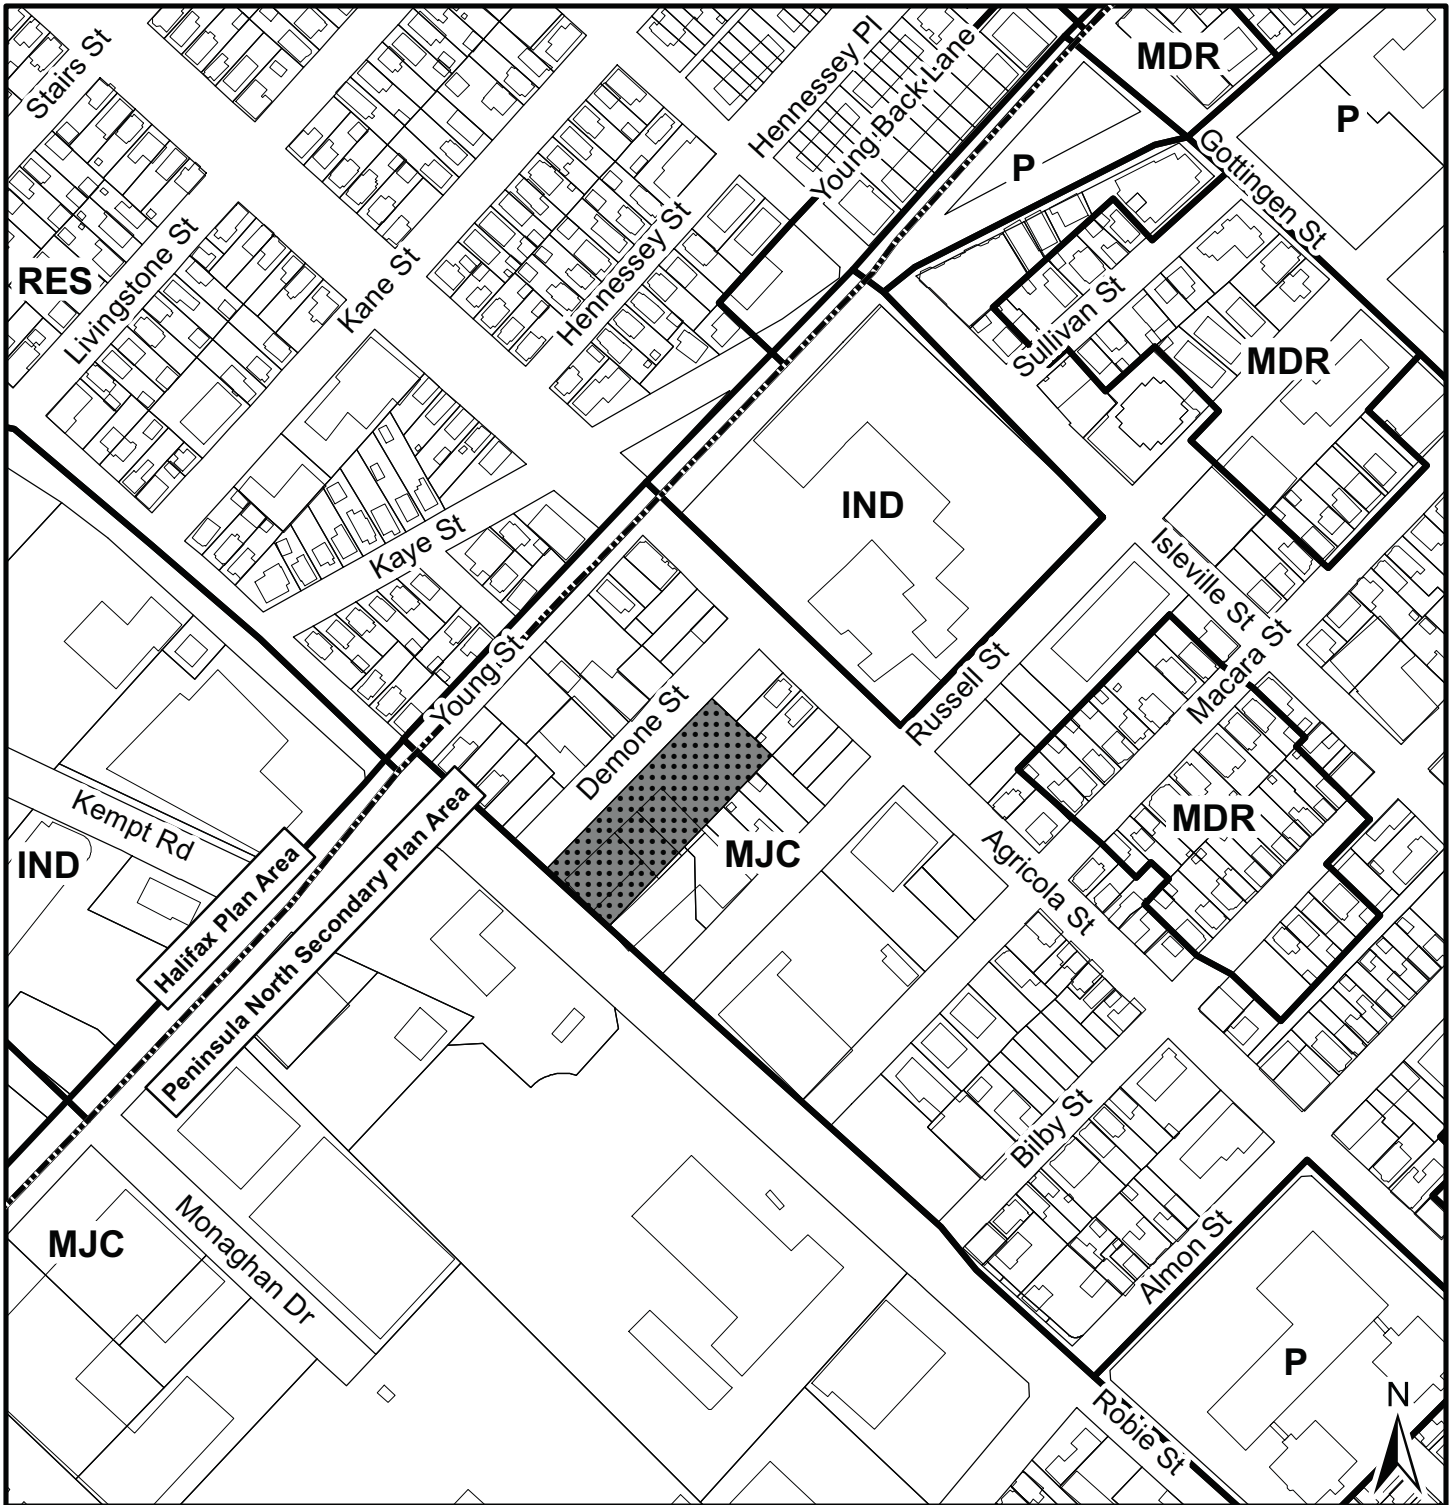 Stairs St
Hennessey Pl
Young Back Lane
MDR
P
P
Gottingen St
RES
Livingstone St
Kane St
Hennessey St
Sullivan St
MDR
IND
Kaye St
Isleville St
Macara St
Young St
Russell St
Demone St
Kempt Rd
IND
MJC
MDR
Agricola St
Halifax Plan Area
Peninsula North Secondary Plan Area
Bilby St
MJC
Monaghan Dr
Almon St
P
N
Robie St